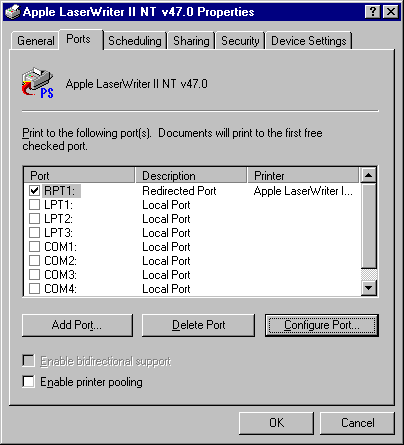 Apple LaserWriter II NT v47.0 Properties
General Ports Scheduling Sharing Security Device Settings
PS
Apple LaserWriter II NT v47.0
Print to the following port(s). Documents will print to the first free
checked port.
Port Description Printer
RPT1: Redirected Port Apple LaserWriter II...
LPT1: Local Port
LPT2: Local Port
LPT3: Local Port
COM1: Local Port
COM2: Local Port
COM3: Local Port
COM4: Local Port
Add Port... Delete Port Configure Port...
Enable bidirectional support
Enable printer pooling
OK Cancel